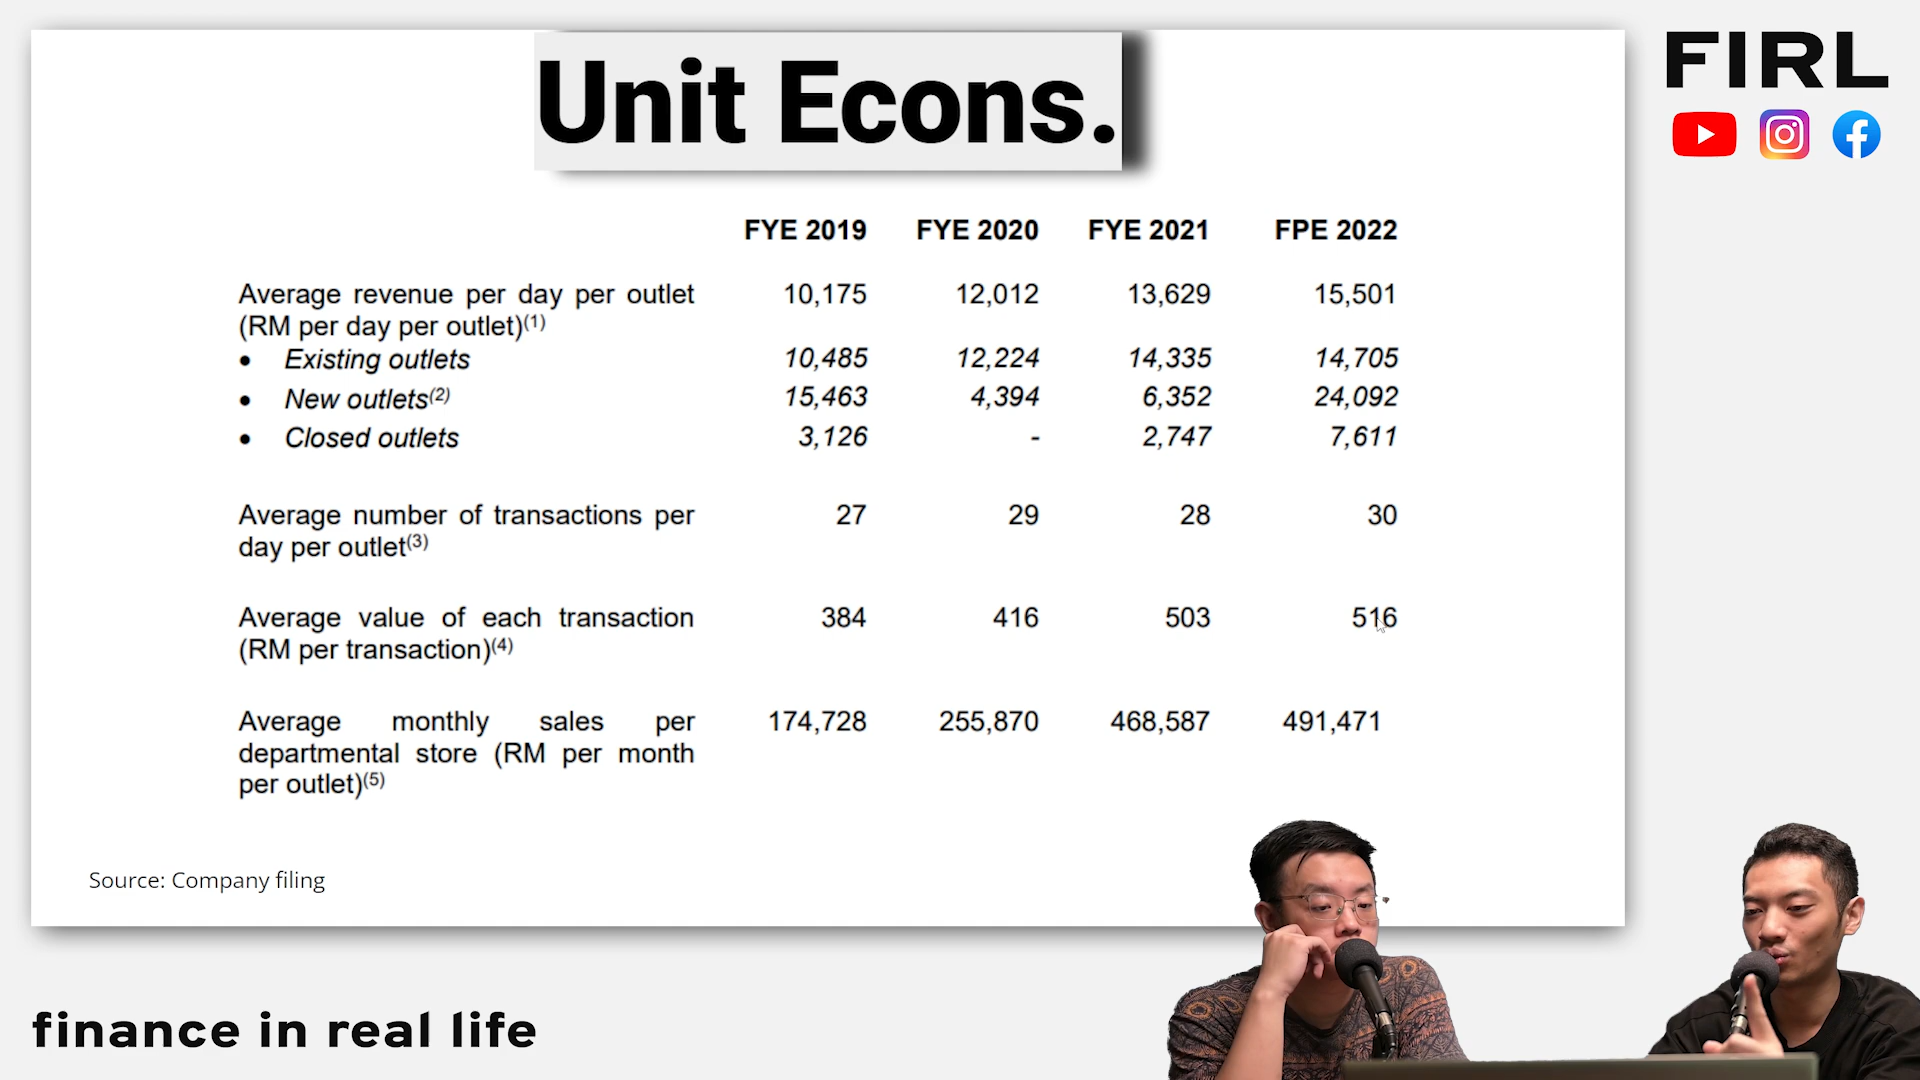 Unit Econs.
FIRL
FYE 2019 FYE 2020 FYE 2021 FPE 2022
Average revenue per day per outlet 10,175 12,012 13,629 15,501
(RM per day per outlet)(1)
• Existing outlets 10,485 12,224 14,335 14,705
• New outlets(2) 15,463 4,394 6,352 24,092
• Closed outlets 3,126 - 2,747 7,611
Average number of transactions per 27 29 28 30
day per outlet(3)
Average value of each transaction 384 416 503 516
(RM per transaction)(4)
Average monthly sales per 174,728 255,870 468,587 491,471
departmental store (RM per month
per outlet)(5)
Source: Company filing
finance in real life